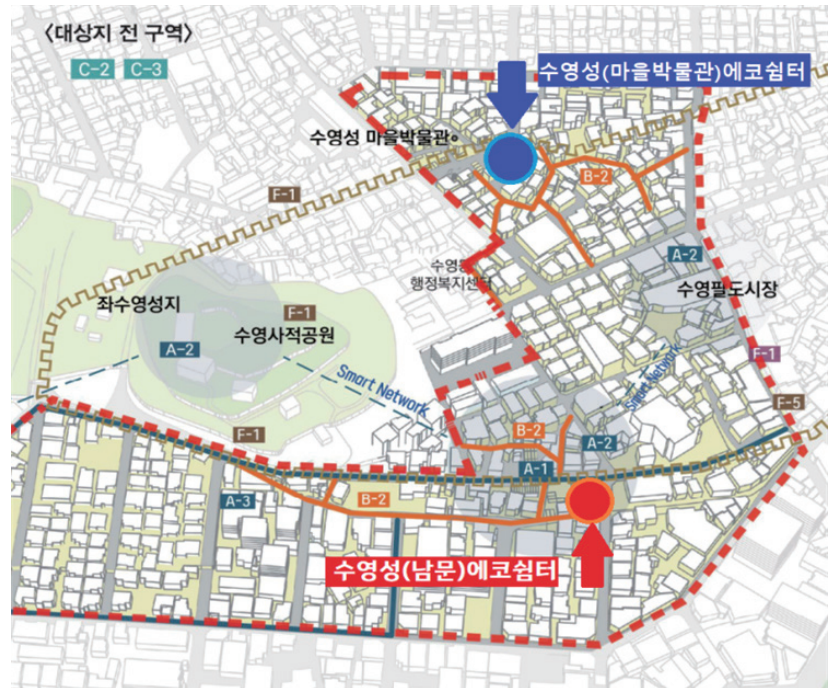 <대상지 전 구역>
C-2 C-3
수영성(마을박물관)에코쉼터
수영성 마을박물관
B-2
F-1
A-2
수영동
행정복지센터
수영팔도시장
좌수영성지
F-1
수영사적공원
A-2
F-1
Smart Network
Smart Network
F-5
B-2
F-1
A-2
A-1
A-3
B-2
수영성(남문)에코쉼터